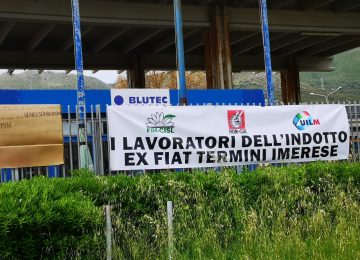 BLUTEC
FIM CISL
FIOM-CGIL
UILM
I LAVORATORI DELL'INDOTTO
EX FIAT TERMINI IMERESE